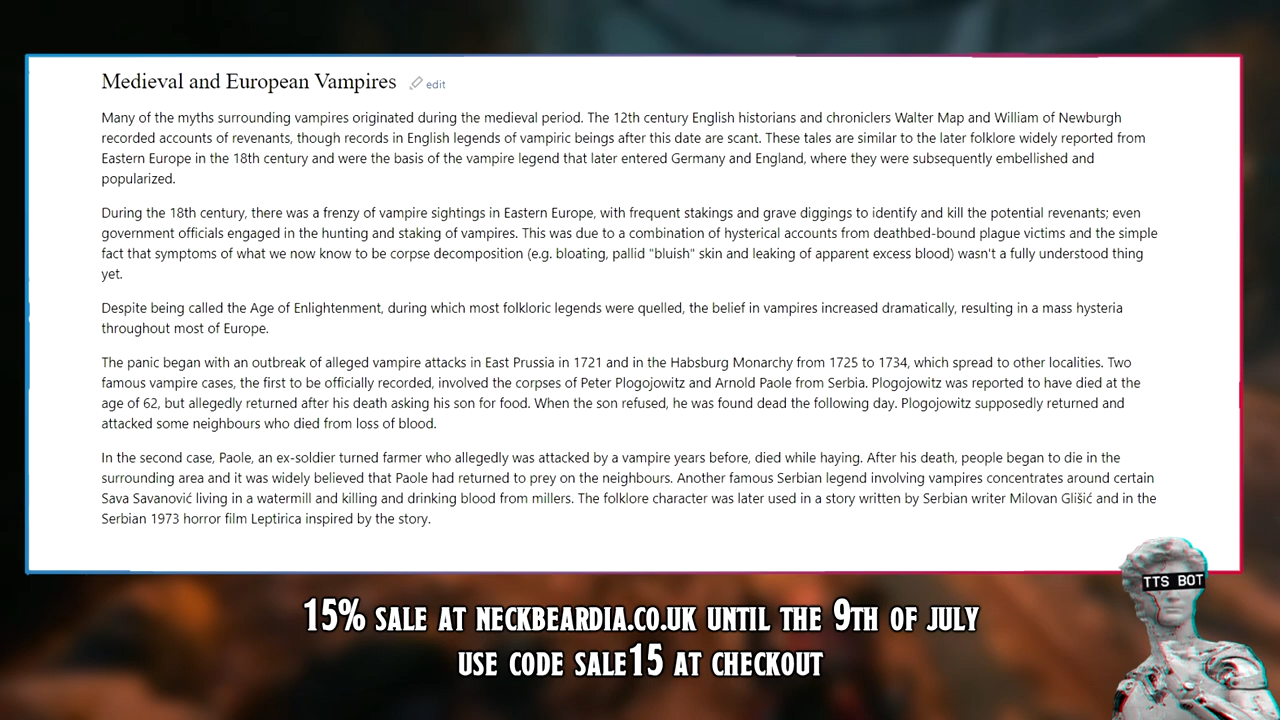 Medieval and European Vampires edit
Many of the myths surrounding vampires originated during the medieval period. The 12th century English historians and chroniclers Walter Map and William of Newburgh
recorded accounts of revenants, though records in English legends of vampiric beings after this date are scant. These tales are similar to the later folklore widely reported from
Eastern Europe in the 18th century and were the basis of the vampire legend that later entered Germany and England, where they were subsequently embellished and
popularized.
During the 18th century, there was a frenzy of vampire sightings in Eastern Europe, with frequent stakings and grave diggings to identify and kill the potential revenants; even
government officials engaged in the hunting and staking of vampires. This was due to a combination of hysterical accounts from deathbed-bound plague victims and the simple
fact that symptoms of what we now know to be corpse decomposition (e.g. bloating, pallid "bluish" skin and leaking of apparent excess blood) wasn't a fully understood thing
yet.
Despite being called the Age of Enlightenment, during which most folkloric legends were quelled, the belief in vampires increased dramatically, resulting in a mass hysteria
throughout most of Europe.
The panic began with an outbreak of alleged vampire attacks in East Prussia in 1721 and in the Habsburg Monarchy from 1725 to 1734, which spread to other localities. Two
famous vampire cases, the first to be officially recorded, involved the corpses of Peter Plogojowitz and Arnold Paole from Serbia. Plogojowitz was reported to have died at the
age of 62, but allegedly returned after his death asking his son for food. When the son refused, he was found dead the following day. Plogojowitz supposedly returned and
attacked some neighbours who died from loss of blood.
In the second case, Paole, an ex-soldier turned farmer who allegedly was attacked by a vampire years before, died while haying. After his death, people began to die in the
surrounding area and it was widely believed that Paole had returned to prey on the neighbours. Another famous Serbian legend involving vampires concentrates around certain
Sava Savanović living in a watermill and killing and drinking blood from millers. The folklore character was later used in a story written by Serbian writer Milovan Glišić and in the
Serbian 1973 horror film Leptirica inspired by the story.
TTS BOT
15% SALE AT NECKBEARDIA.CO.UK UNTIL THE 9TH OF JULY
USE CODE SALE15 AT CHECKOUT